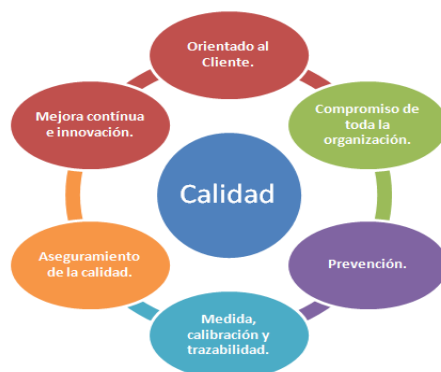 Orientado al
Cliente.
Compromiso de
toda la
organización.
Prevención.
Medida,
calibración y
trazabilidad.
Aseguramiento
de la calidad.
Mejora contínua
e innovación.
Calidad